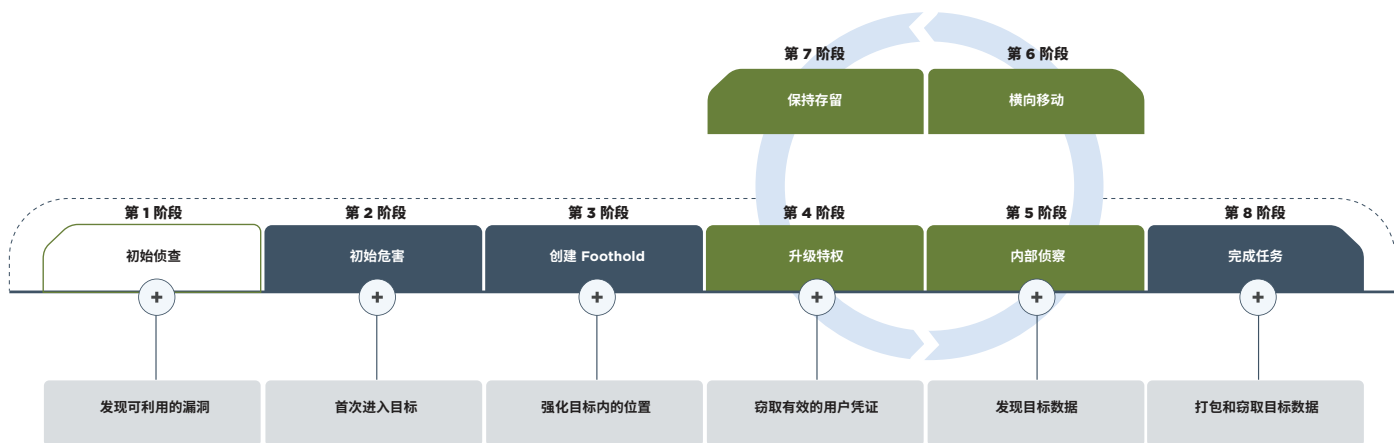 第 7 阶段
第 6 阶段
保持存留
横向移动
第 1 阶段
第 2 阶段
第 3 阶段
第 4 阶段
第 5 阶段
第 8 阶段
初始侦查
初始危害
创建 Foothold
升级特权
内部侦察
完成任务
发现可利用的漏洞
首次进入目标
强化目标内的位置
窃取有效的用户凭证
发现目标数据
打包和窃取目标数据